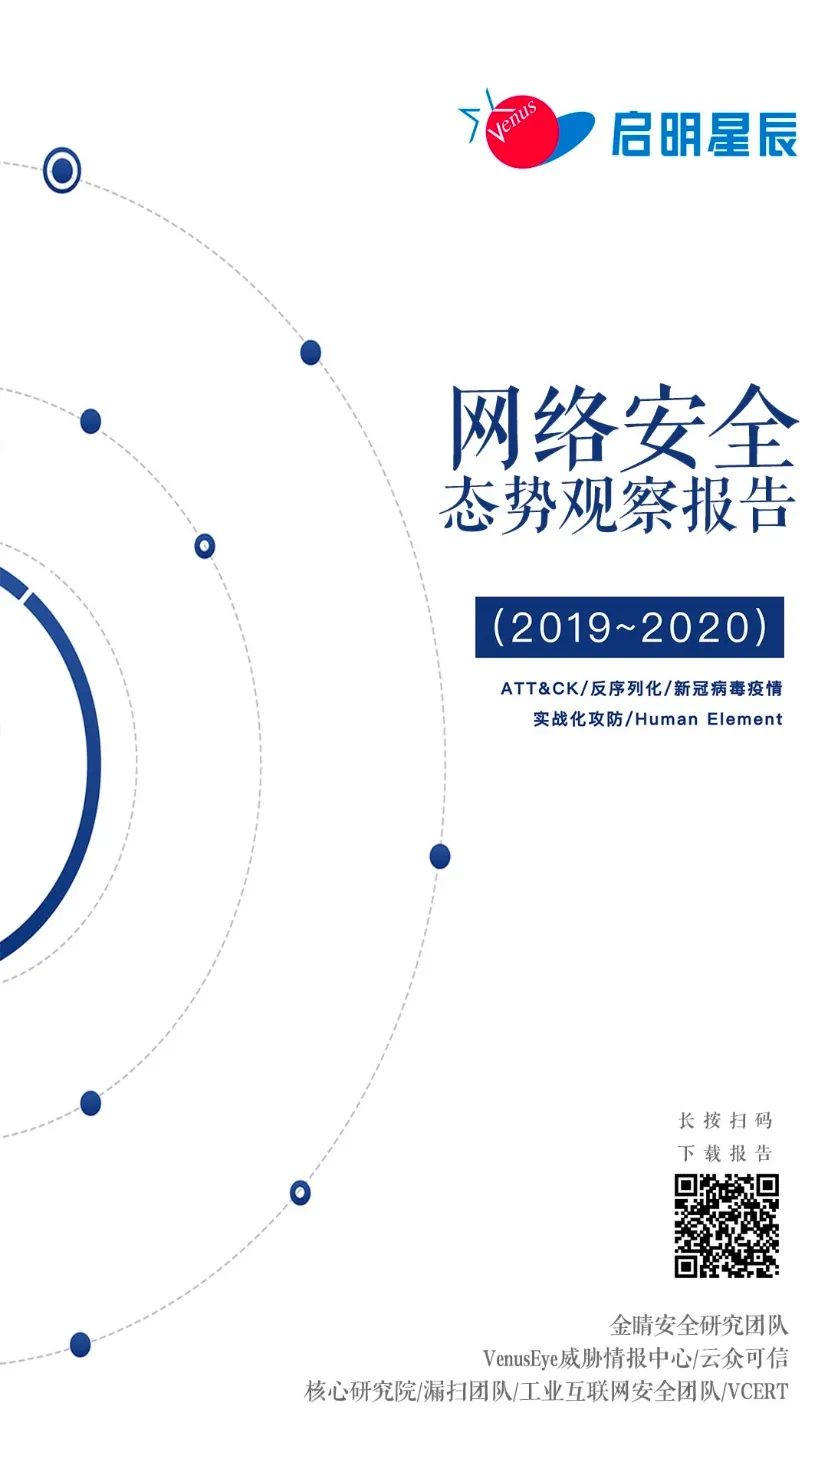 Venus
启明星辰
网络安全
态势观察报告
(2019~2020)
ATT&CK/反序列化/新冠病毒疫情
实战化攻防/Human Element
长按扫码
下载报告
金睛安全研究团队
VenusEye威胁情报中心/云众可信
核心研究院/漏扫团队/工业互联网安全团队/VCERT